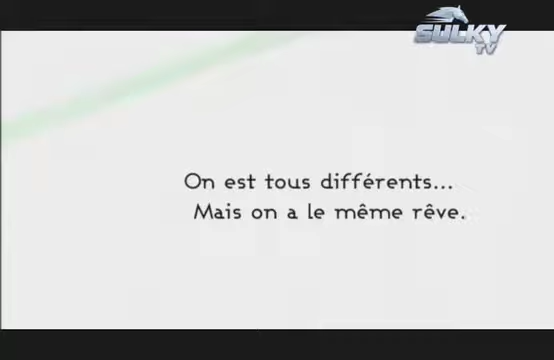 SULKY
TV
On est tous différents...
Mais on a le même rêve.